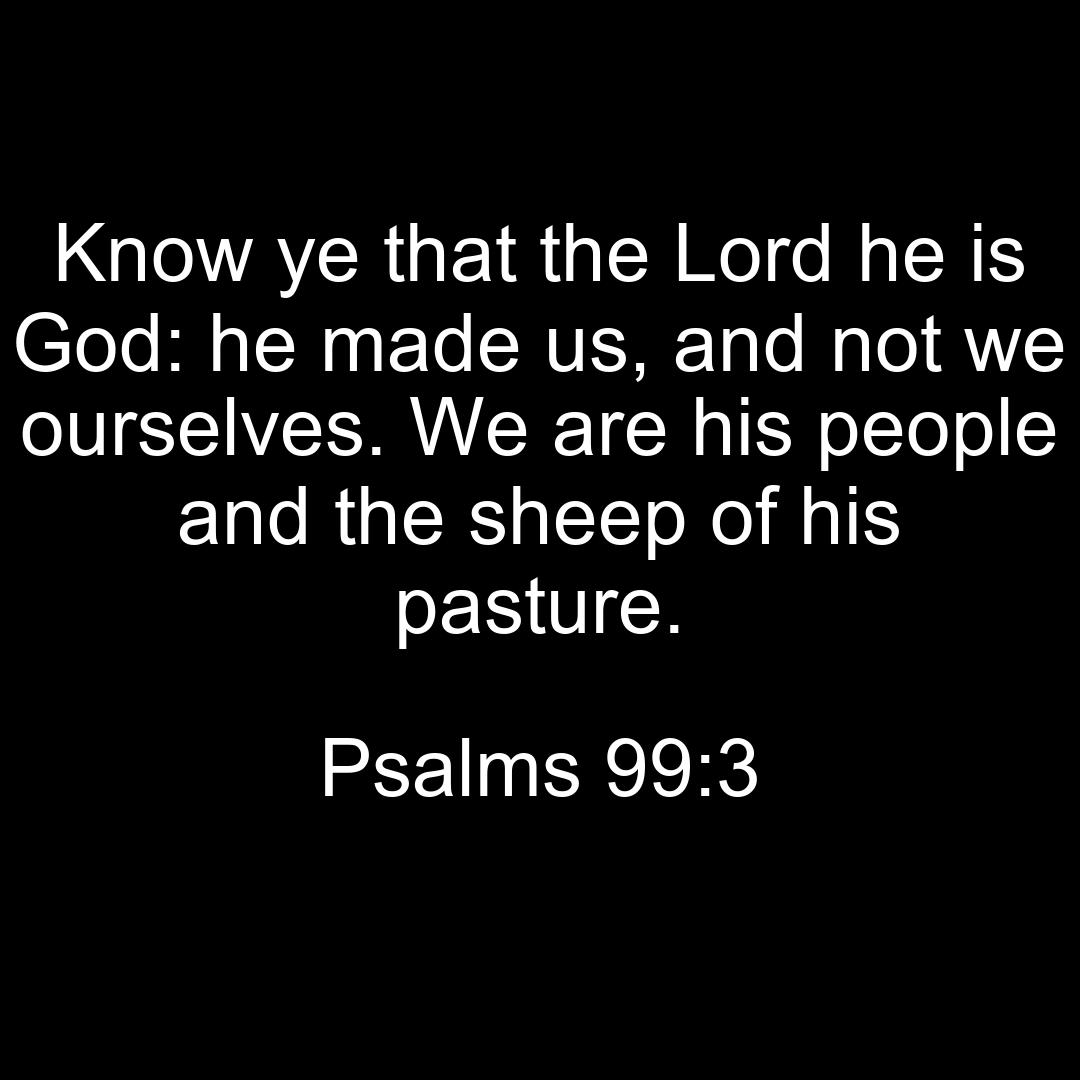 Know ye that the Lord he is
God: he made us, and not we
ourselves. We are his people
and the sheep of his
pasture.
Psalms 99:3